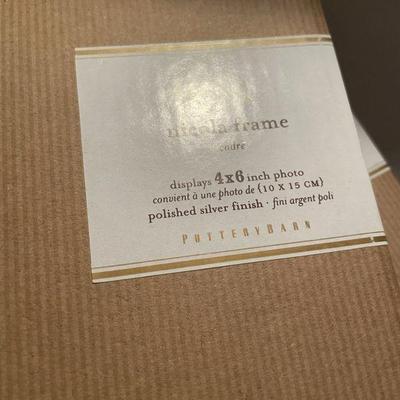 nicola frame
cadre
displays 4x6 inch photo
convient à une photo de (10 X 15 CM)
polished silver finish · fini argent poli
POTTERYBARN